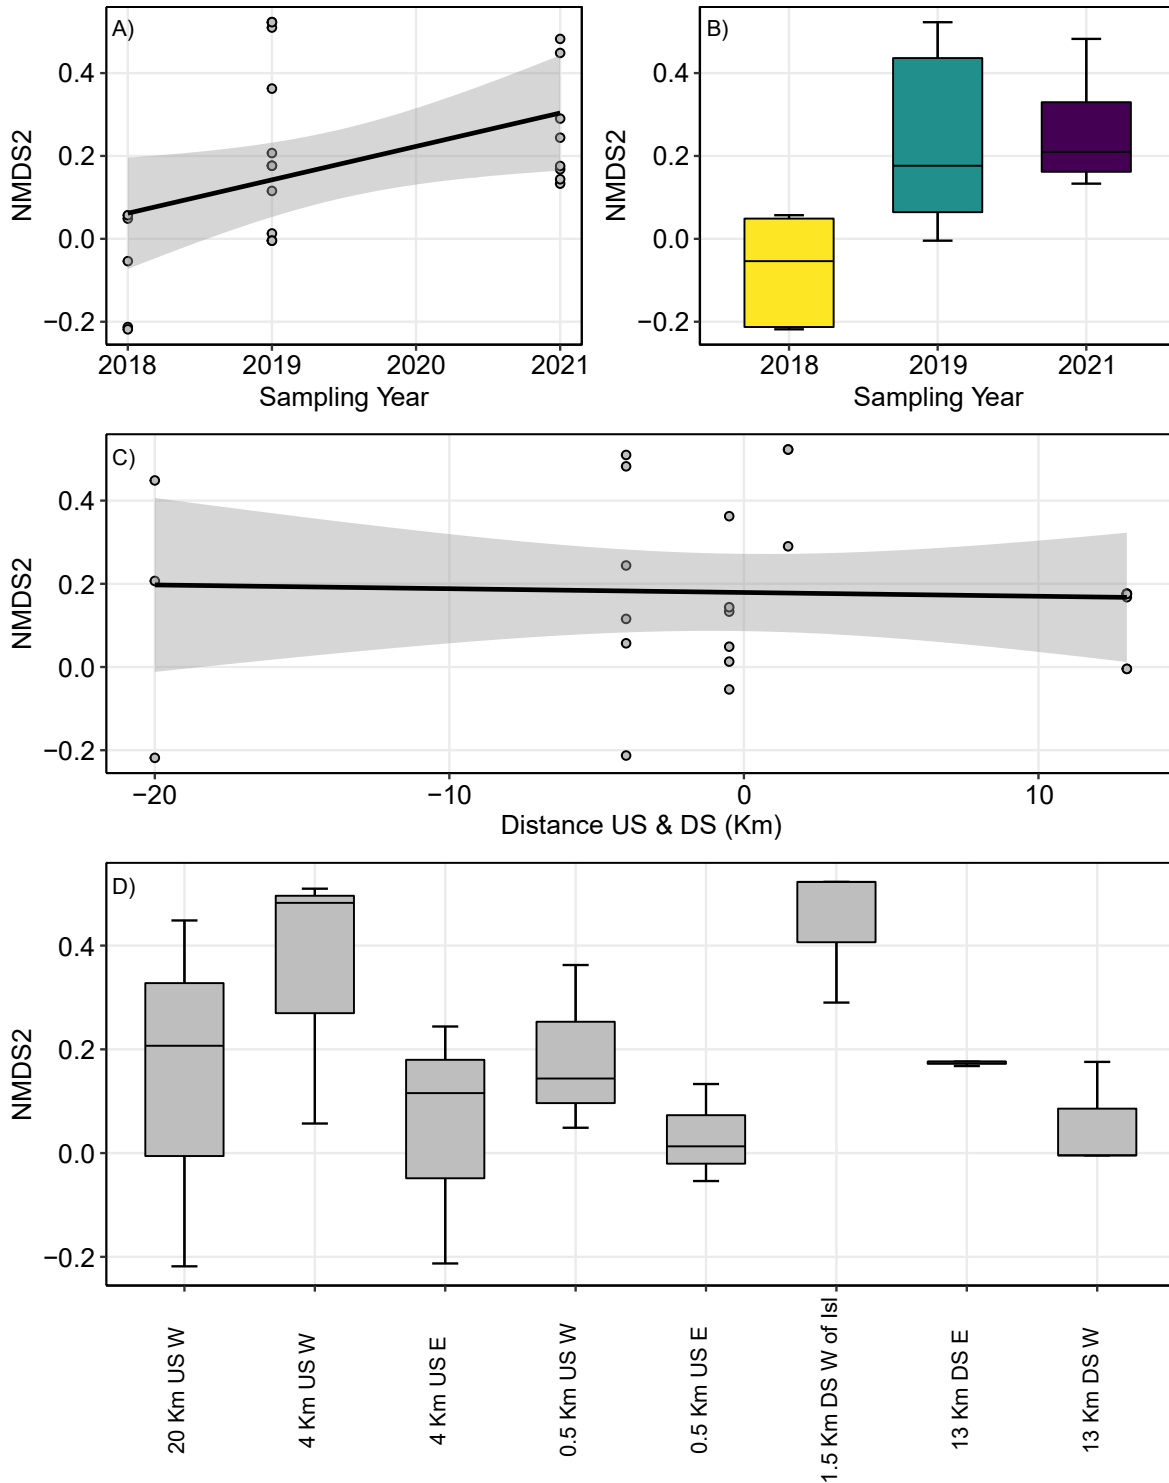 A)
NMDS2
0.4
0.2
0.0
−0.2
2018 2019 2020 2021
Sampling Year
B)
NMDS2
0.4
0.2
0.0
−0.2
2018 2019 2021
Sampling Year
C)
NMDS2
0.4
0.2
0.0
−0.2
−20 −10 0 10
Distance US & DS (Km)
D)
NMDS2
0.4
0.2
0.0
−0.2
20 Km US W
4 Km US W
4 Km US E
0.5 Km US W
0.5 Km US E
1.5 Km DS W of Isl
13 Km DS E
13 Km DS W